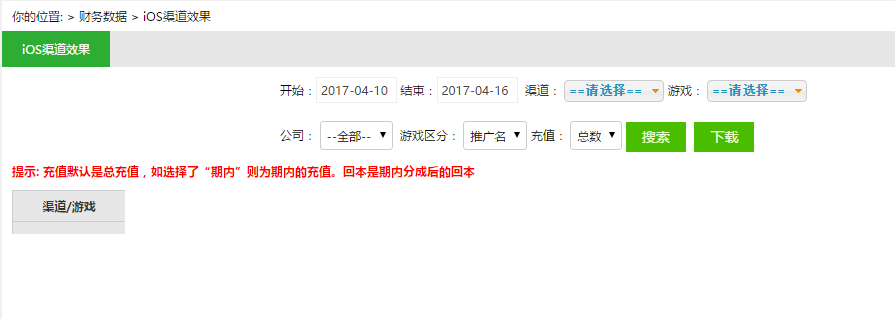 你的位置: > 财务数据 > iOS渠道效果
iOS渠道效果
开始：2017-04-10 结束：2017-04-16 渠道：==请选择== 游戏：==请选择==
公司：--全部-- 游戏区分：推广名 充值：总数 搜索 下载
提示: 充值默认是总充值，如选择了“期内”则为期内的充值。回本是期内分成后的回本
渠道/游戏